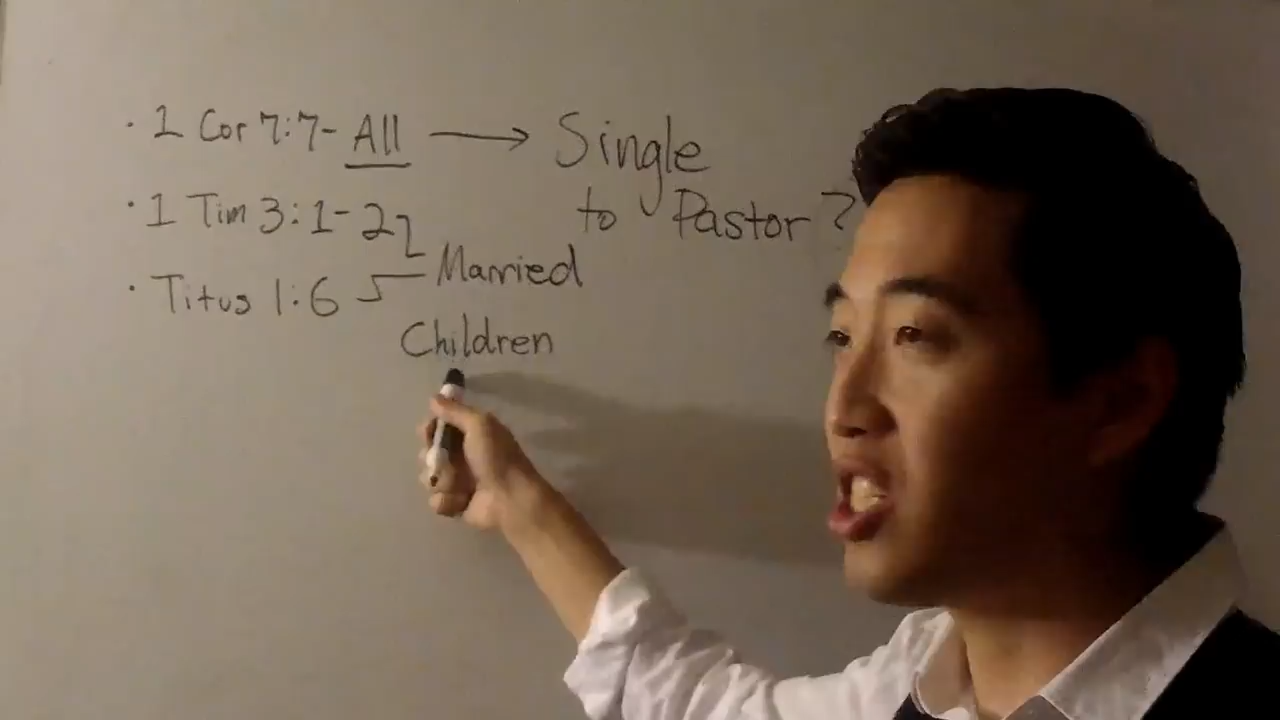 · 1 Cor 7:7- All → Single
to Pastor?
· 1 Tim 3:1-2
Married
· Titus 1:6
Children